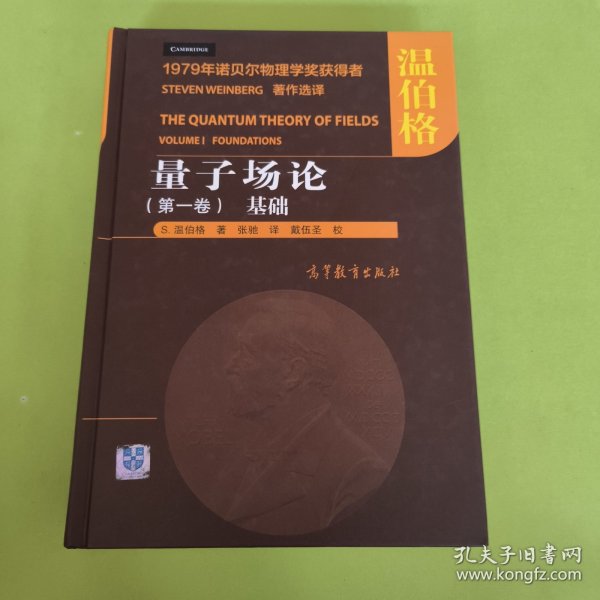 CAMBRIDGE
1979年诺贝尔物理学奖获得者
STEVEN WEINBERG 著作选译
温伯格
THE QUANTUM THEORY OF FIELDS
VOLUME I FOUNDATIONS
量子场论
（第一卷） 基础
S. 温伯格 著 张驰 译 戴伍圣 校
高等教育出版社
孔夫子旧书网
www.kongfz.com